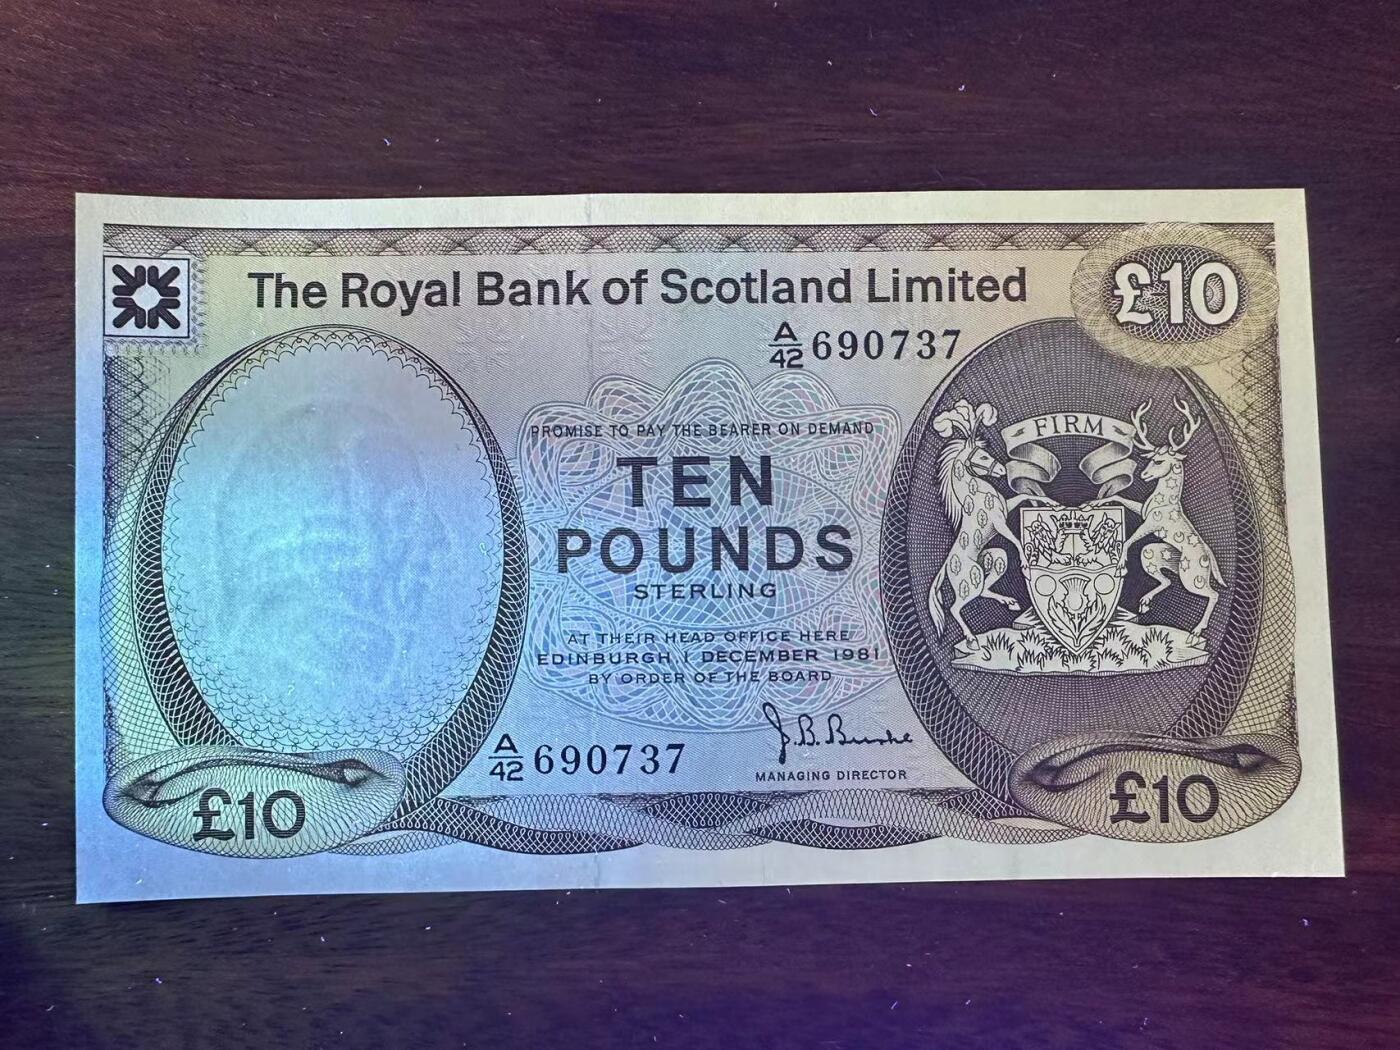 The Royal Bank of Scotland Limited
£10
A/42 690737
FIRM
PROMISE TO PAY THE BEARER ON DEMAND
TEN
POUNDS
STERLING
AT THEIR HEAD OFFICE HERE
EDINBURGH, 1 DECEMBER 1981
BY ORDER OF THE BOARD
A/42 690737
J.B. Burke
MANAGING DIRECTOR
£10
£10